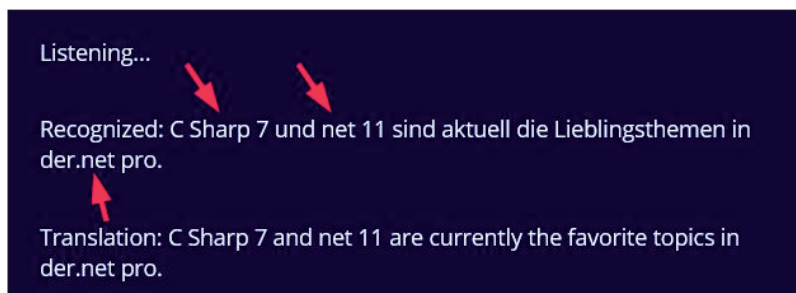 Listening...
Recognized: C Sharp 7 und net 11 sind aktuell die Lieblingsthemen in
der.net pro.
Translation: C Sharp 7 and net 11 are currently the favorite topics in
der.net pro.